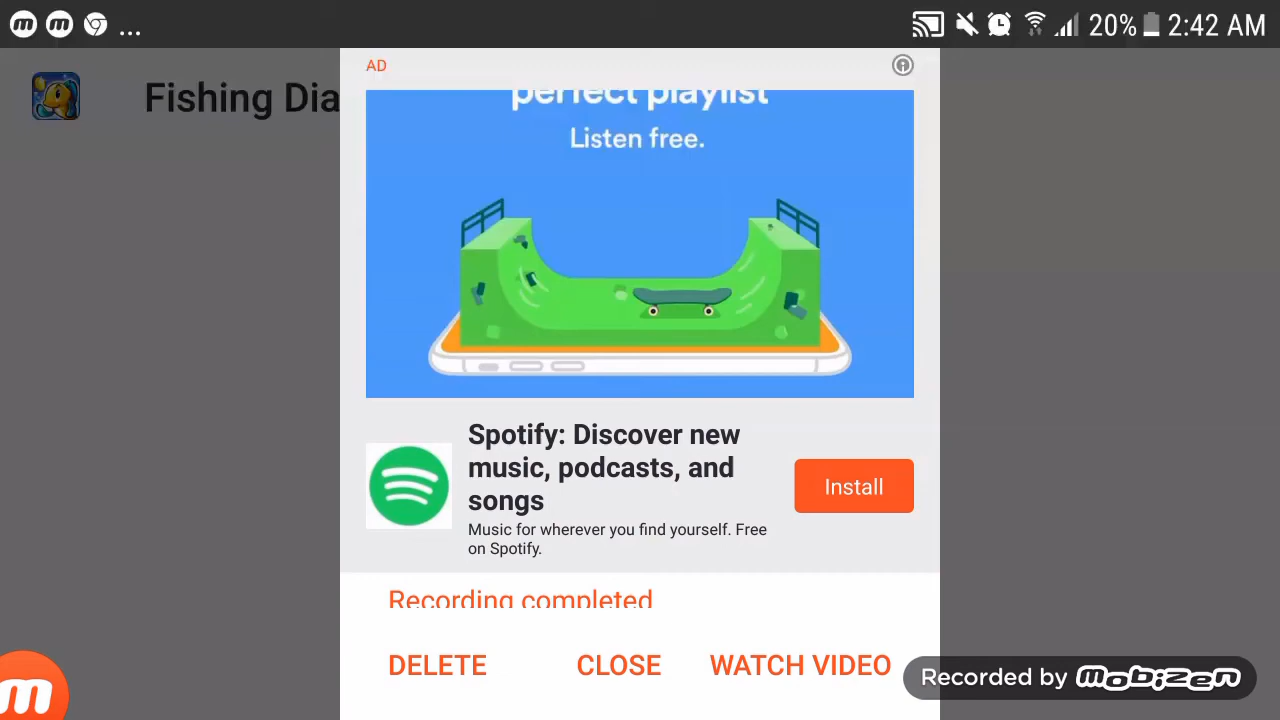 ... 20% 2:42 AM
Fishing Dia
AD
perfect playlist
Listen free.
Spotify: Discover new
music, podcasts, and
songs
Music for wherever you find yourself. Free
on Spotify.
Install
Recording completed
DELETE CLOSE WATCH VIDEO
Recorded by mobizen